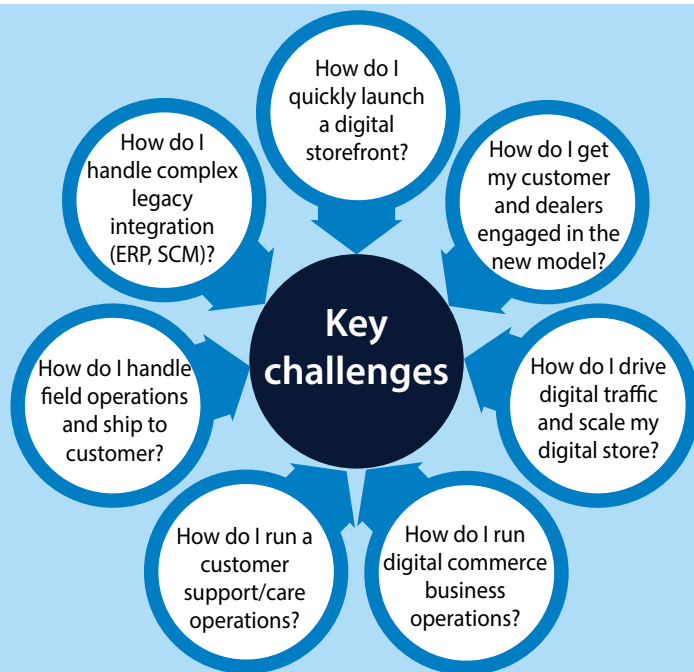 How do I
quickly launch
a digital
storefront?
How do I get
my customer
and dealers
engaged in the
new model?
How do I drive
digital traffic
and scale my
digital store?
How do I run
digital commerce
business
operations?
How do I run a
customer
support/care
operations?
How do I handle
field operations
and ship to
customer?
How do I
handle complex
legacy
integration
(ERP, SCM)?
Key
challenges